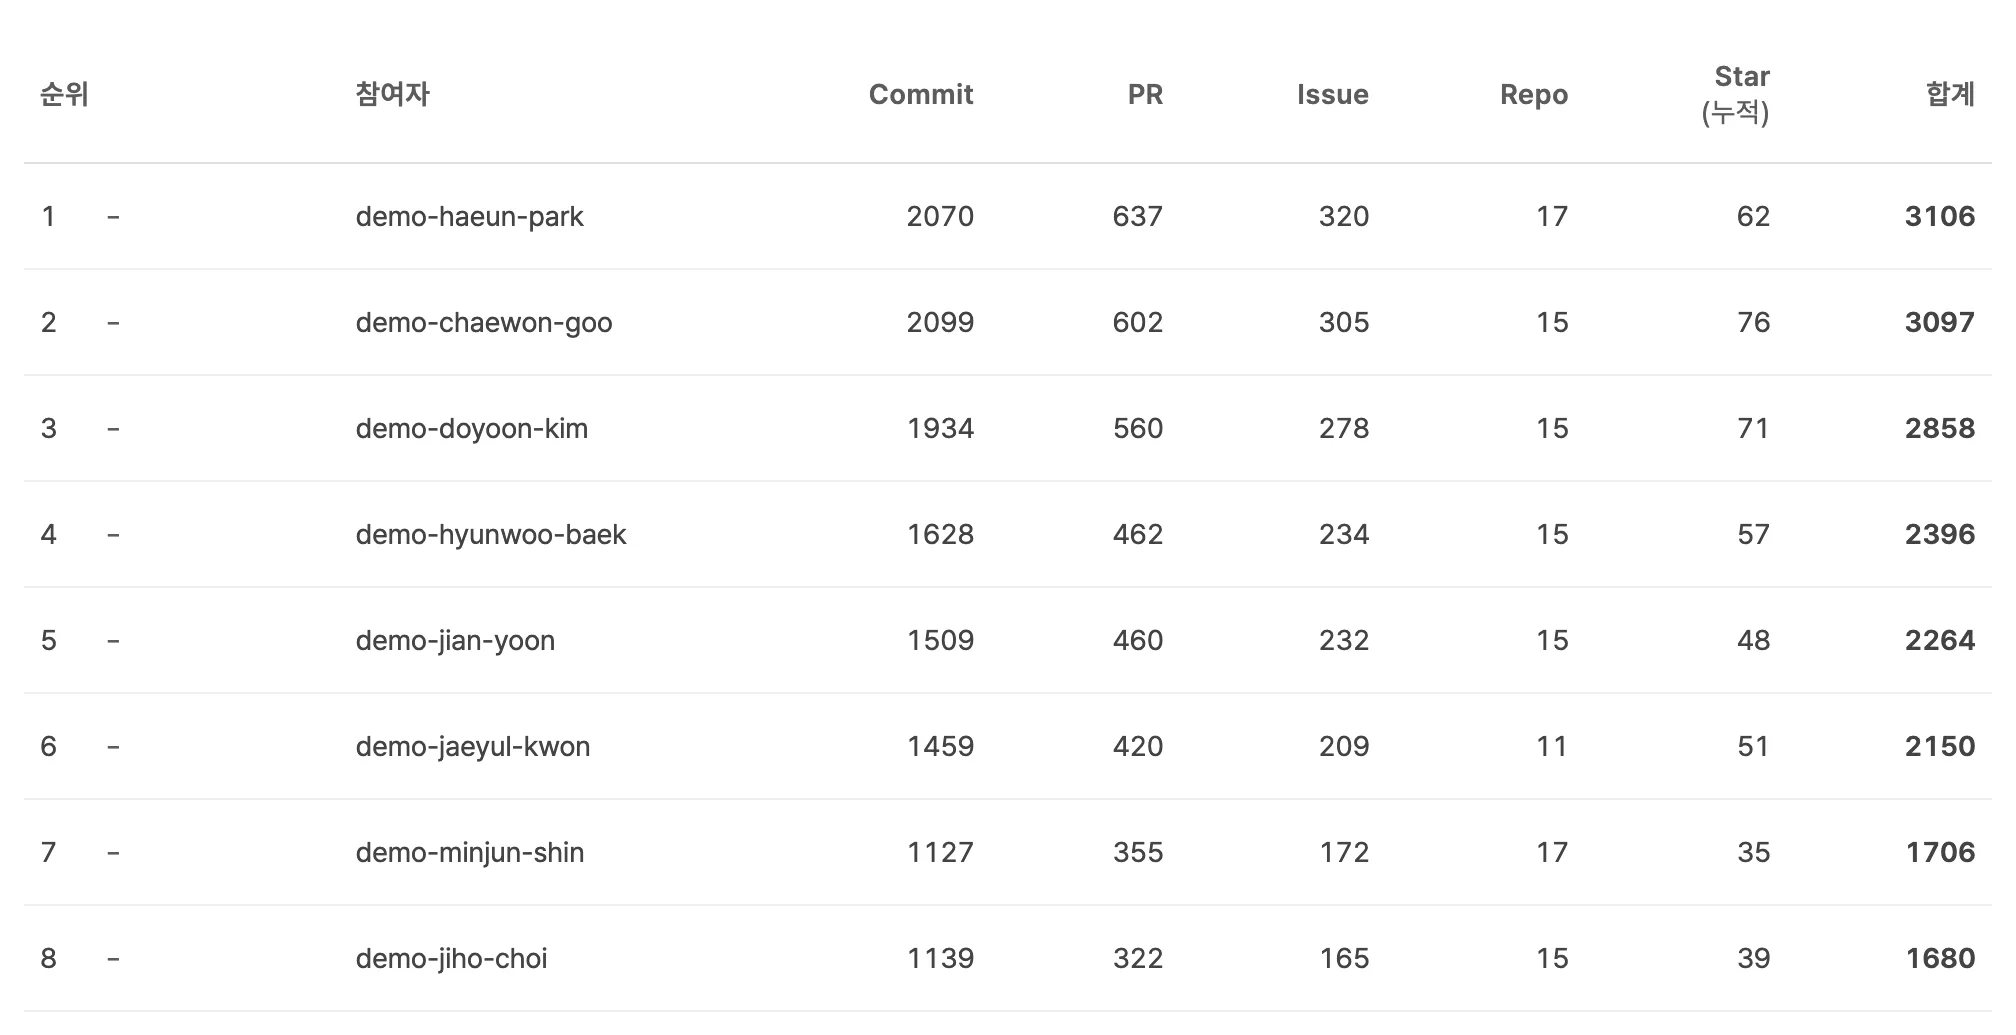 순위 참여자 Commit PR Issue Repo Star (누적) 합계
1 - demo-haeun-park 2070 637 320 17 62 3106
2 - demo-chaewon-goo 2099 602 305 15 76 3097
3 - demo-doyoon-kim 1934 560 278 15 71 2858
4 - demo-hyunwoo-baek 1628 462 234 15 57 2396
5 - demo-jian-yoon 1509 460 232 15 48 2264
6 - demo-jaeyul-kwon 1459 420 209 11 51 2150
7 - demo-minjun-shin 1127 355 172 17 35 1706
8 - demo-jiho-choi 1139 322 165 15 39 1680